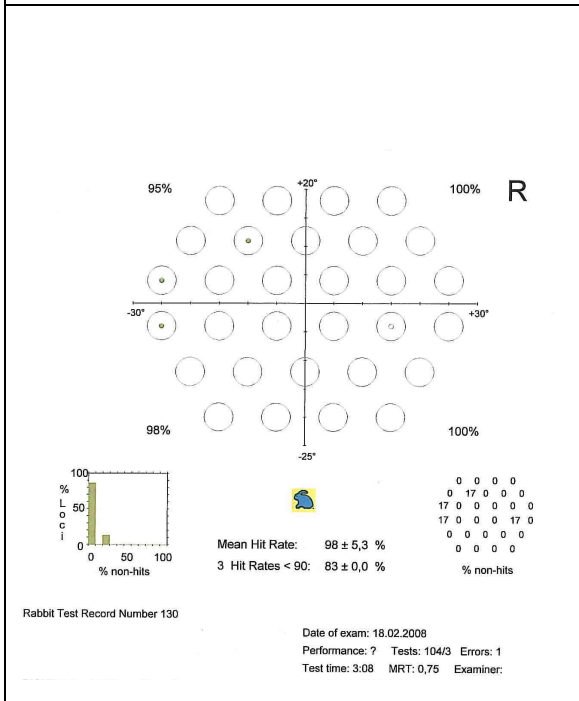 95% +20° 100% R
-30° +30°
98% 100%
-25°
100
% Loci
50
0
0 50 100
% non-hits
Mean Hit Rate: 98 ± 5,3 %
3 Hit Rates < 90: 83 ± 0,0 %
0 0 0 0
0 17 0 0 0
17 0 0 0 0 0
17 0 0 0 17 0
0 0 0 0 0
0 0 0 0
% non-hits
Rabbit Test Record Number 130
Date of exam: 18.02.2008
Performance: ? Tests: 104/3 Errors: 1
Test time: 3:08 MRT: 0,75 Examiner: